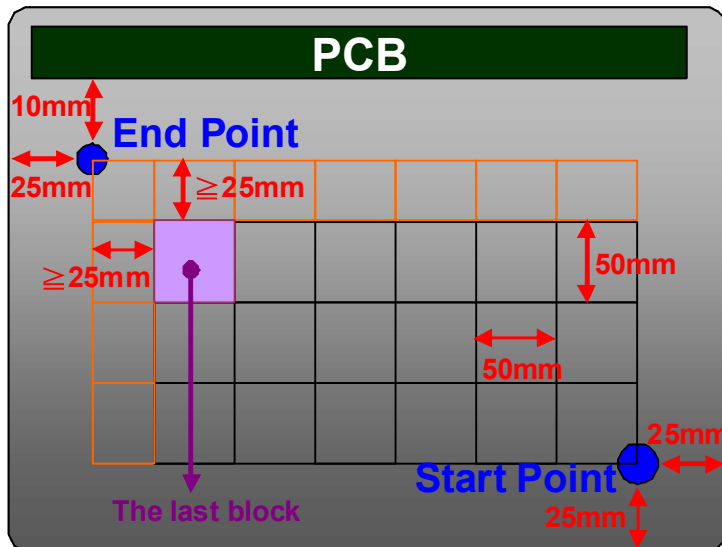 PCB
10mm
End Point
25mm
≧25mm
≧25mm
50mm
50mm
25mm
Start Point
The last block
25mm